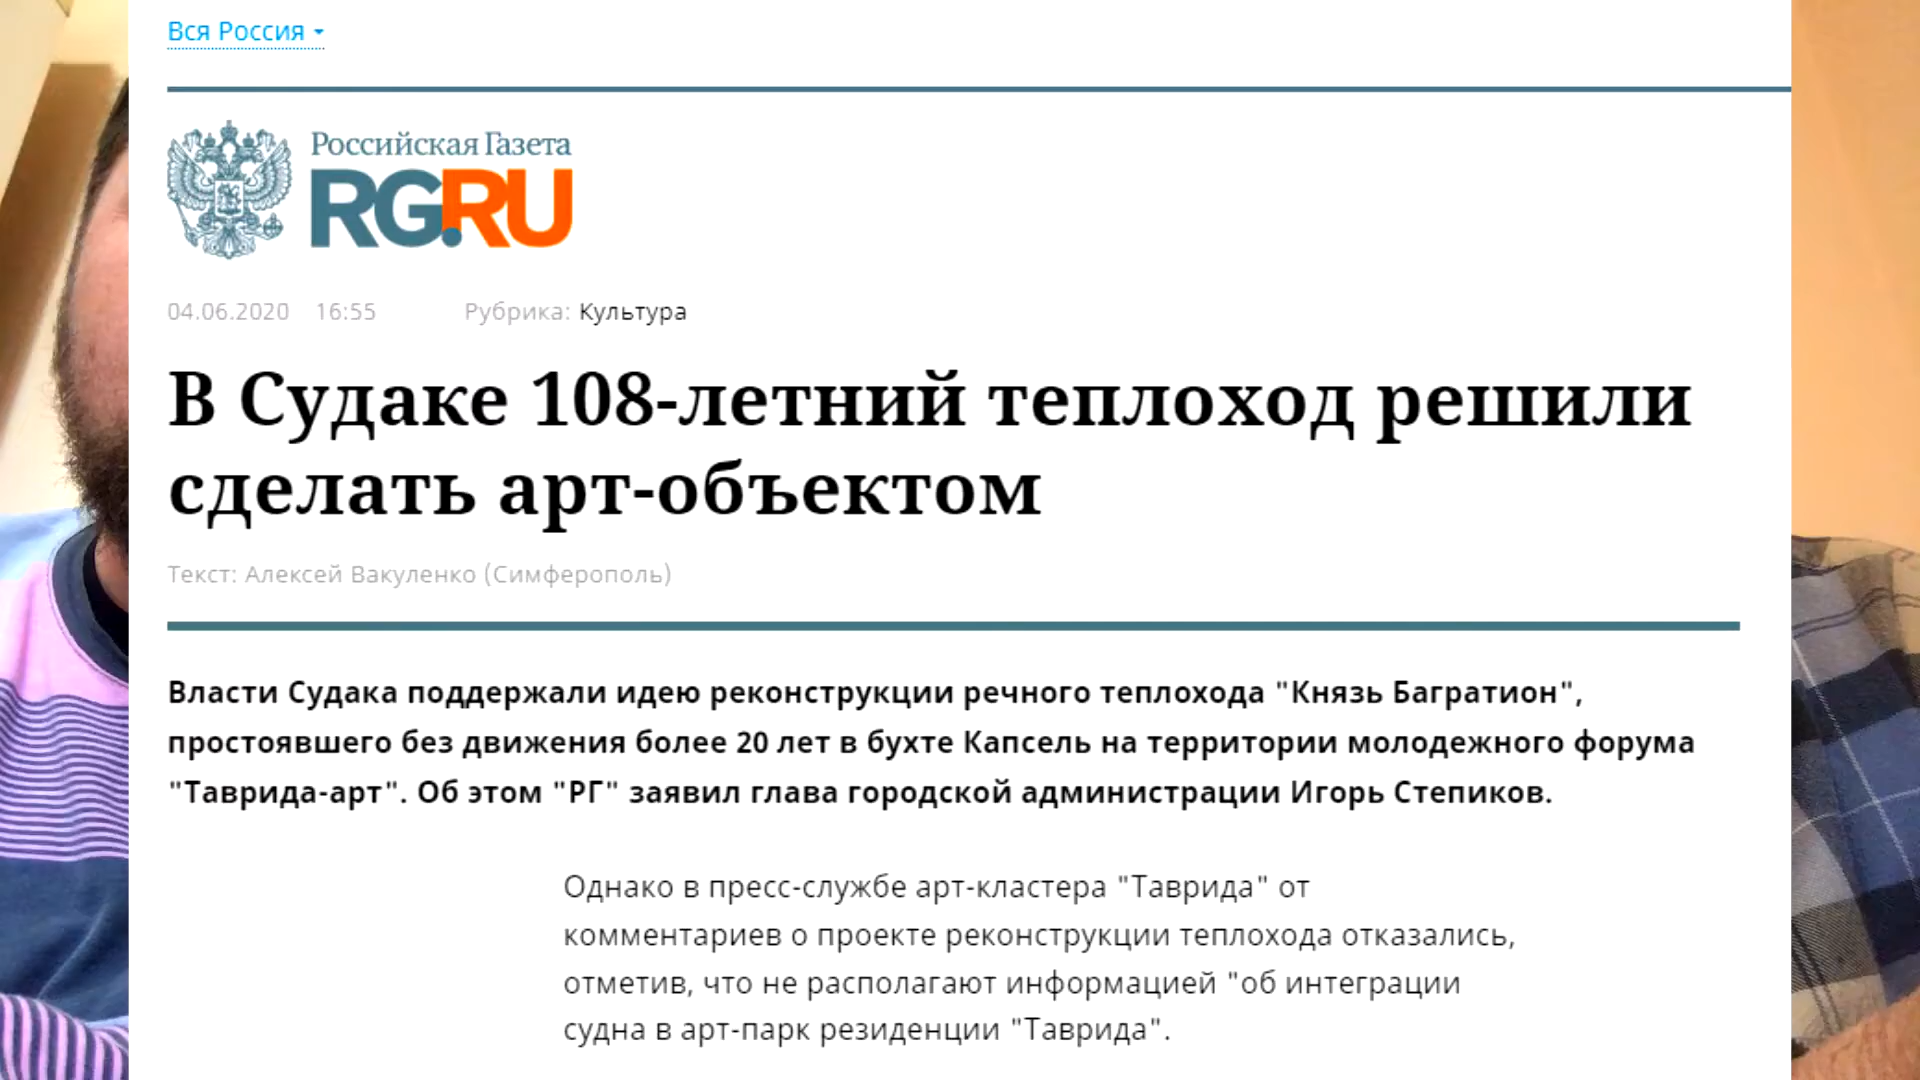 Вся Россия
Российская Газета
RG.RU
04.06.2020 16:55 Рубрика: Культура
В Судаке 108-летний теплоход решили
сделать арт-объектом
Текст: Алексей Вакуленко (Симферополь)
Власти Судака поддержали идею реконструкции речного теплохода "Князь Багратион",
простоявшего без движения более 20 лет в бухте Капсель на территории молодежного форума
"Таврида-арт". Об этом "РГ" заявил глава городской администрации Игорь Степиков.
Однако в пресс-службе арт-кластера "Таврида" от
комментариев о проекте реконструкции теплохода отказались,
отметив, что не располагают информацией "об интеграции
судна в арт-парк резиденции "Таврида".